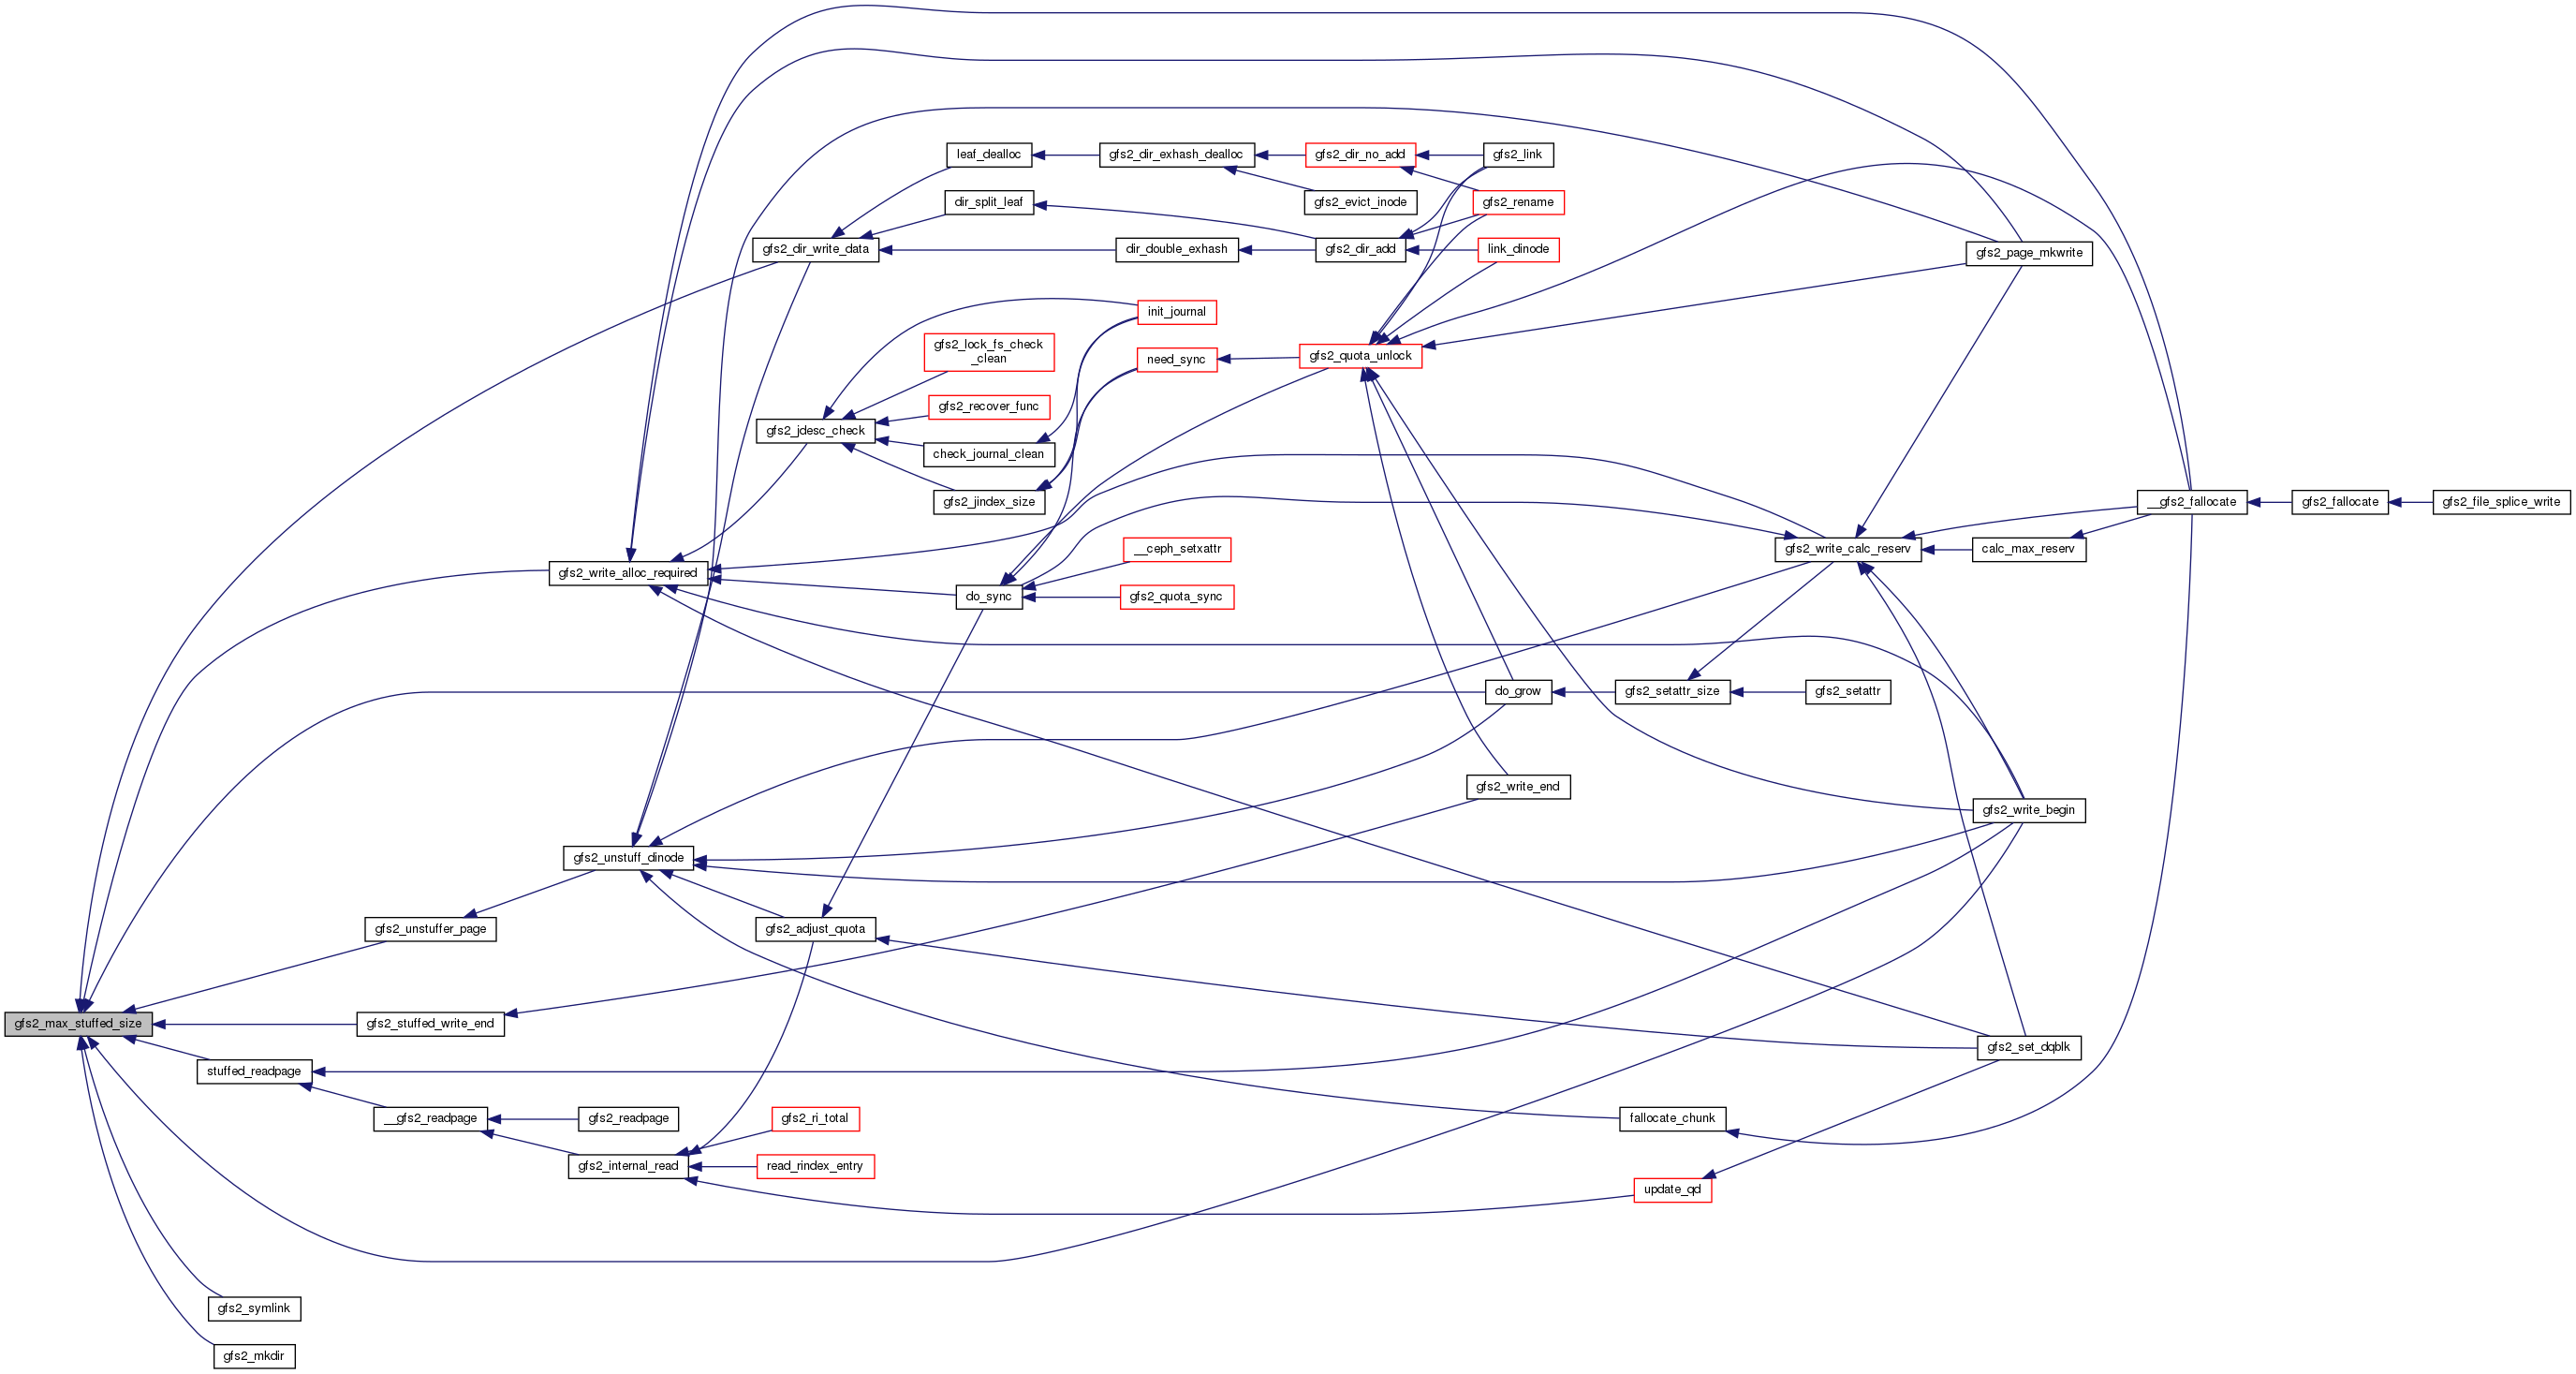 leaf_dealloc
gfs2_dir_exhash_dealloc
gfs2_dir_no_add
gfs2_link
dir_split_leaf
gfs2_evict_inode
gfs2_rename
gfs2_dir_write_data
dir_double_exhash
gfs2_dir_add
link_dinode
gfs2_page_mkwrite
init_journal
gfs2_lock_fs_check
_clean
need_sync
gfs2_quota_unlock
gfs2_recover_func
gfs2_jdesc_check
check_journal_clean
gfs2_jindex_size
__gfs2_fallocate
gfs2_fallocate
gfs2_file_splice_write
__ceph_setxattr
gfs2_write_calc_reserv
calc_max_reserv
gfs2_write_alloc_required
do_sync
gfs2_quota_sync
do_grow
gfs2_setattr_size
gfs2_setattr
gfs2_write_end
gfs2_write_begin
gfs2_unstuff_dinode
gfs2_unstuffer_page
gfs2_adjust_quota
gfs2_max_stuffed_size
gfs2_stuffed_write_end
gfs2_set_dqblk
stuffed_readpage
__gfs2_readpage
gfs2_readpage
gfs2_ri_total
fallocate_chunk
gfs2_internal_read
read_rindex_entry
update_qd
gfs2_symlink
gfs2_mkdir